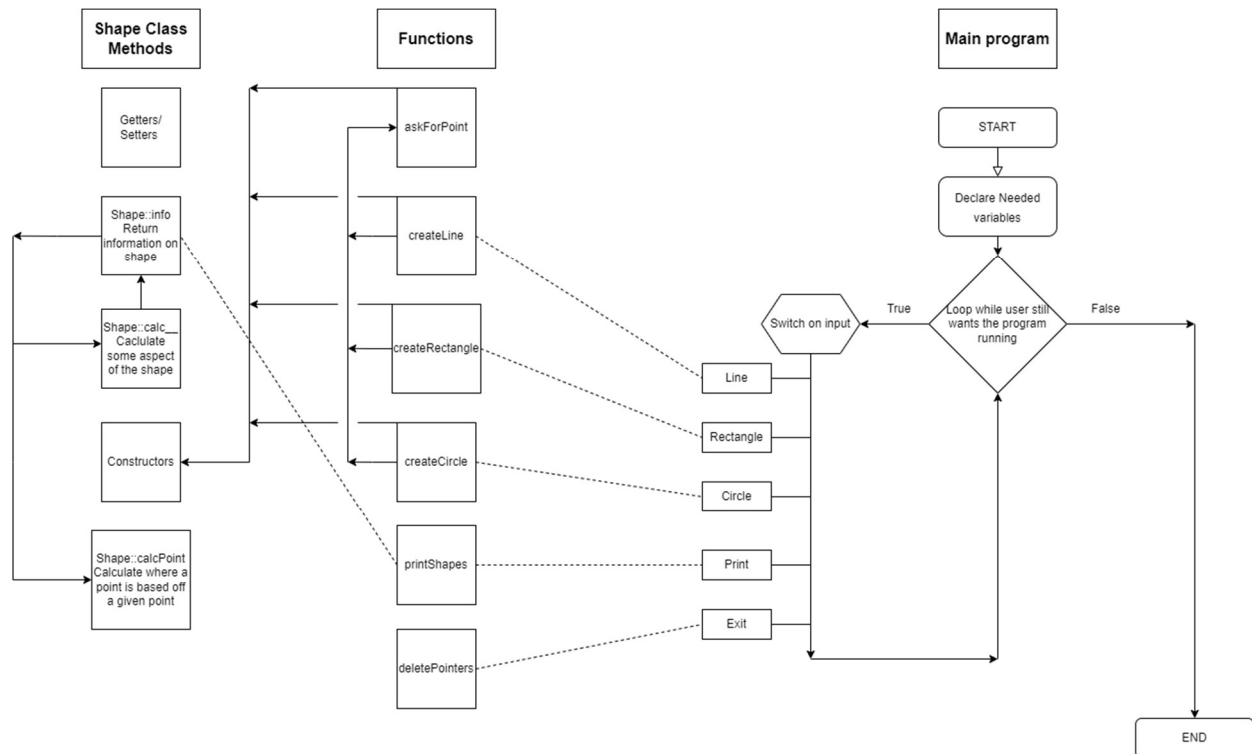 Shape Class
Methods
Functions
Main program
Getters/
Setters
Shape::info
Return
information on
shape
Shape::calc__
Caclulate
some aspect
of the shape
Constructors
Shape::calcPoint
Calculate where a
point is based off
a given point
askForPoint
createLine
createRectangle
createCircle
printShapes
deletePointers
START
Declare Needed
variables
Loop while user still
wants the program
running
True
False
Switch on input
Line
Rectangle
Circle
Print
Exit
END